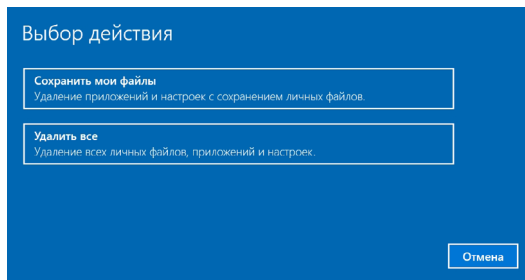 Выбор действия
Сохранить мои файлы
Удаление приложений и настроек с сохранением личных файлов.
Удалить все
Удаление всех личных файлов, приложений и настроек.
Отмена